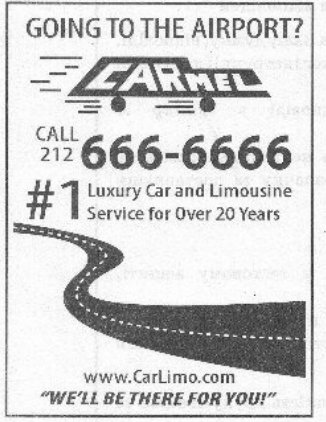 GOING TO THE AIRPORT?
CARMEL
CALL
212 666-6666
#1 Luxury Car and Limousine
Service for Over 20 Years
www.CarLimo.com
"WE'LL BE THERE FOR YOU!"